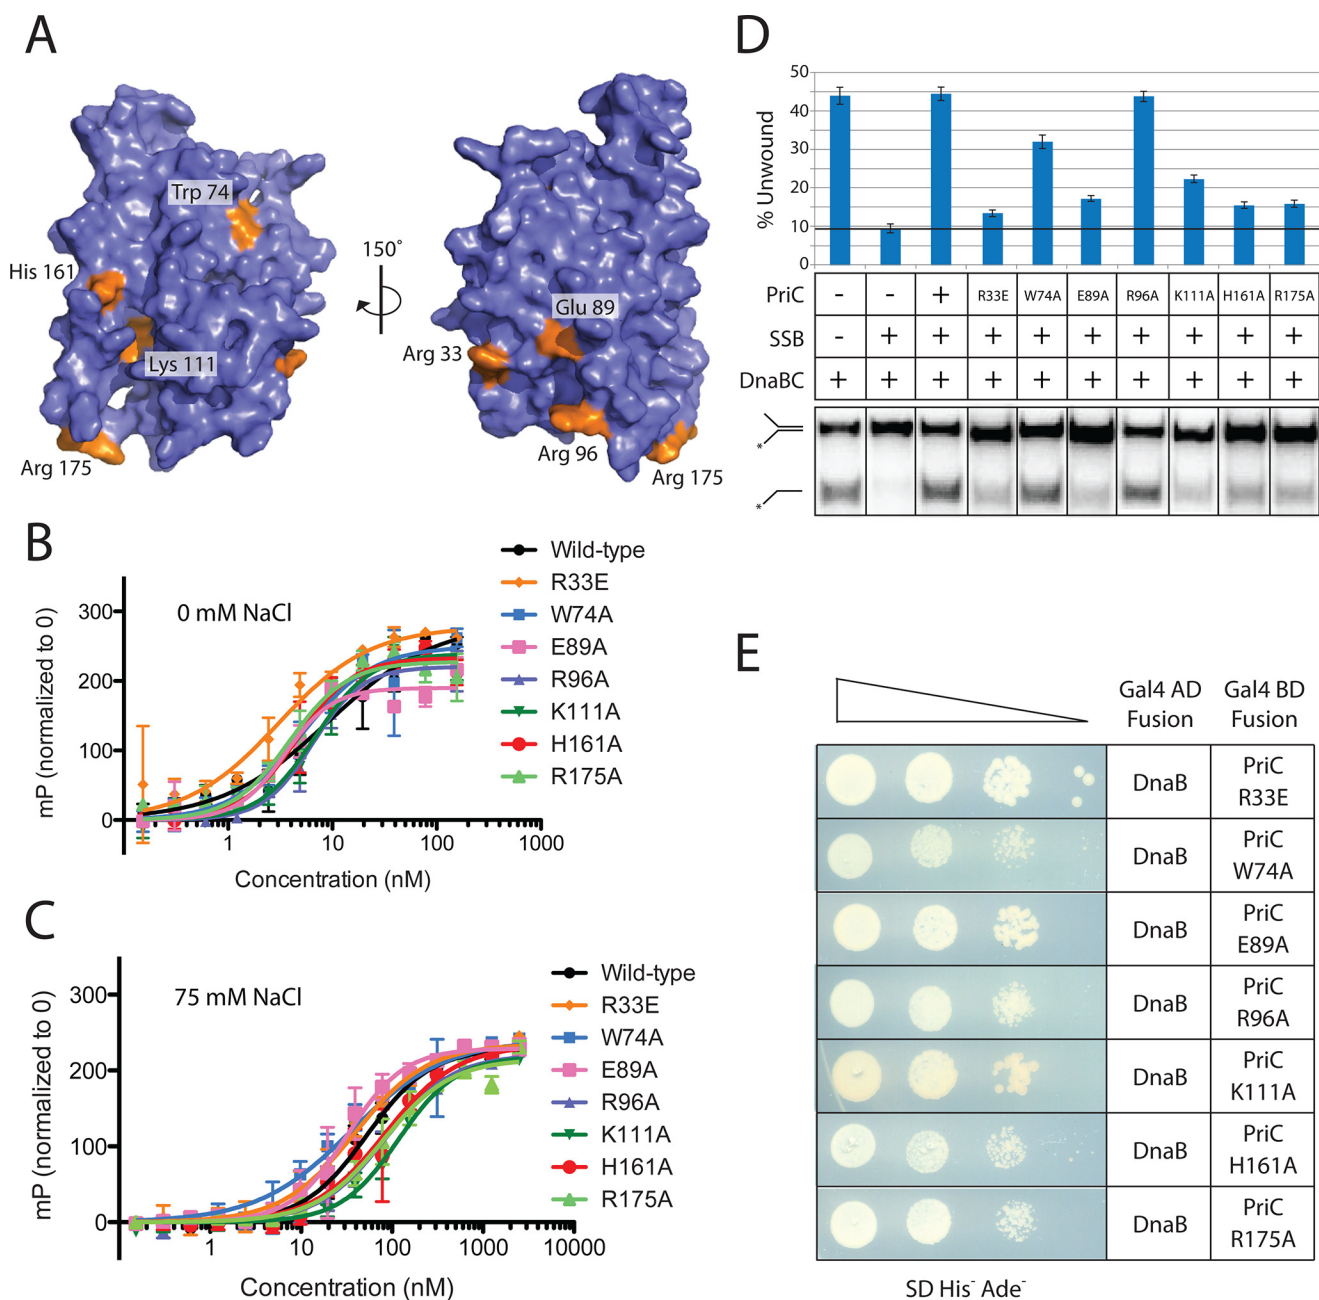 A
Trp 74
His 161
Lys 111
Arg 175
150°
Glu 89
Arg 33
Arg 96
Arg 175
B
0 mM NaCl
mP (normalized to 0)
300
200
100
0
1
10
100
1000
Concentration (nM)
Wild-type
R33E
W74A
E89A
R96A
K111A
H161A
R175A
C
75 mM NaCl
mP (normalized to 0)
300
200
100
0
1
10
100
1000
10000
Concentration (nM)
Wild-type
R33E
W74A
E89A
R96A
K111A
H161A
R175A
D
% Unwound
50
40
30
20
10
0
PriC - - + R33E W74A E89A R96A K111A H161A R175A
SSB - + + + + + + + + +
DnaBC + + + + + + + + + +
*
*
E
Gal4 AD Fusion
Gal4 BD Fusion
DnaB PriC R33E
DnaB PriC W74A
DnaB PriC E89A
DnaB PriC R96A
DnaB PriC K111A
DnaB PriC H161A
DnaB PriC R175A
SD His⁻ Ade⁻